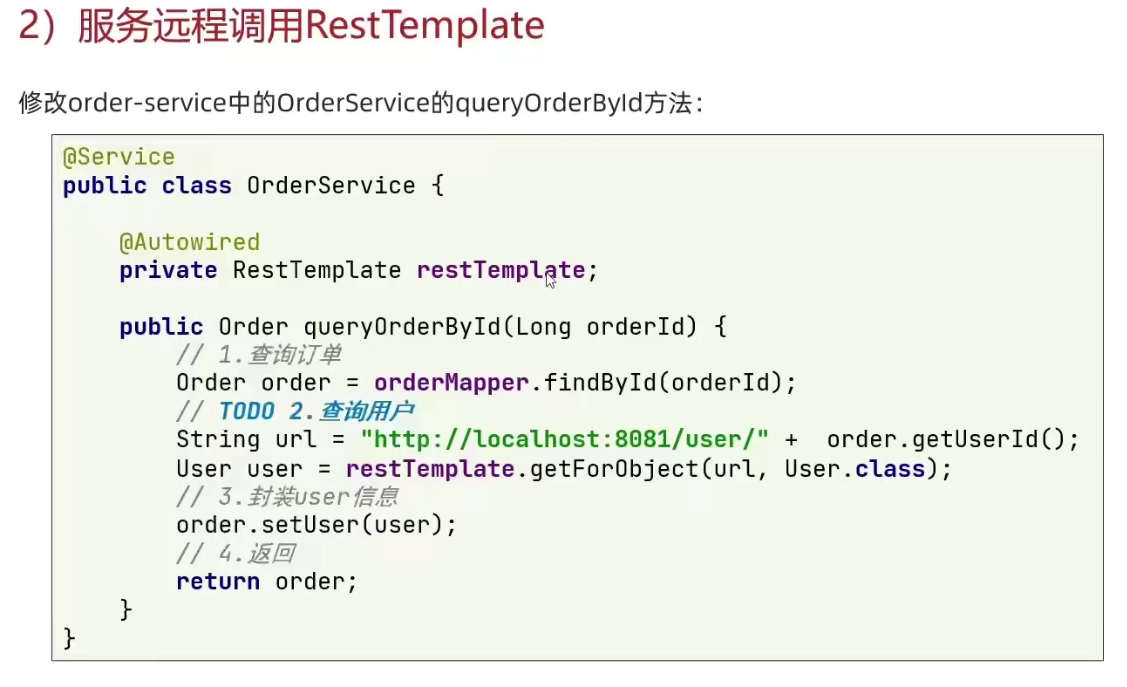 2）服务远程调用RestTemplate
修改order-service中的OrderService的queryOrderById方法：
@Service
public class OrderService {
@Autowired
private RestTemplate restTemplate;
public Order queryOrderById(Long orderId) {
// 1.查询订单
Order order = orderMapper.findById(orderId);
// TODO 2.查询用户
String url = "http://localhost:8081/user/" +  order.getUserId();
User user = restTemplate.getForObject(url, User.class);
// 3.封装user信息
order.setUser(user);
// 4.返回
return order;
}
}